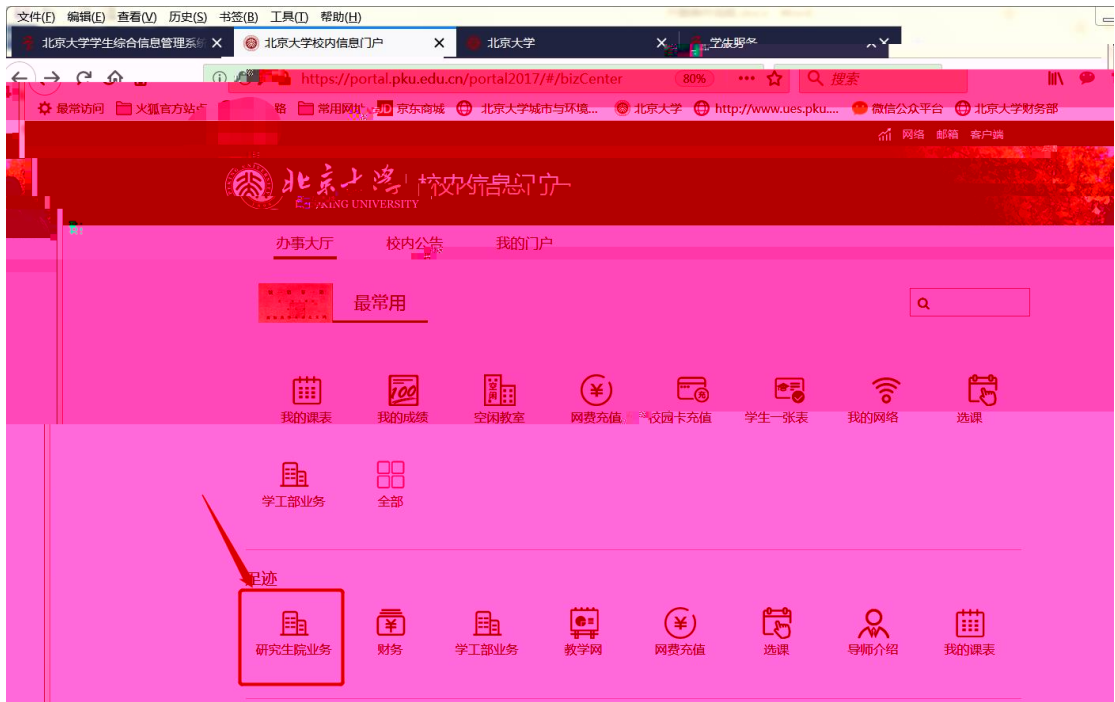 文件(F) 编辑(E) 查看(V) 历史(S) 书签(B) 工具(T) 帮助(H)
北京大学学生综合信息管理系统 北京大学校内信息门户 北京大学
https://portal.pku.edu.cn/portal2017/#/bizCenter 80% 搜索
最常访问 火狐官方站点 常用网址 JD 京东商城 北京大学城市与环境... 北京大学 http://www.ues.pku.... 微信公众平台 北京大学财务部
网络 邮箱 客户端
北京大学 校内信息门户
UNIVERSITY
办事大厅 校内公告 我的门户
最常用
我的课表 我的成绩 空闲教室 网费充值 校园卡充值 学生一张表 我的网络 选课
学工部业务 全部
足迹
研究生院业务 财务 学工部业务 教学网 网费充值 选课 导师介绍 我的课表